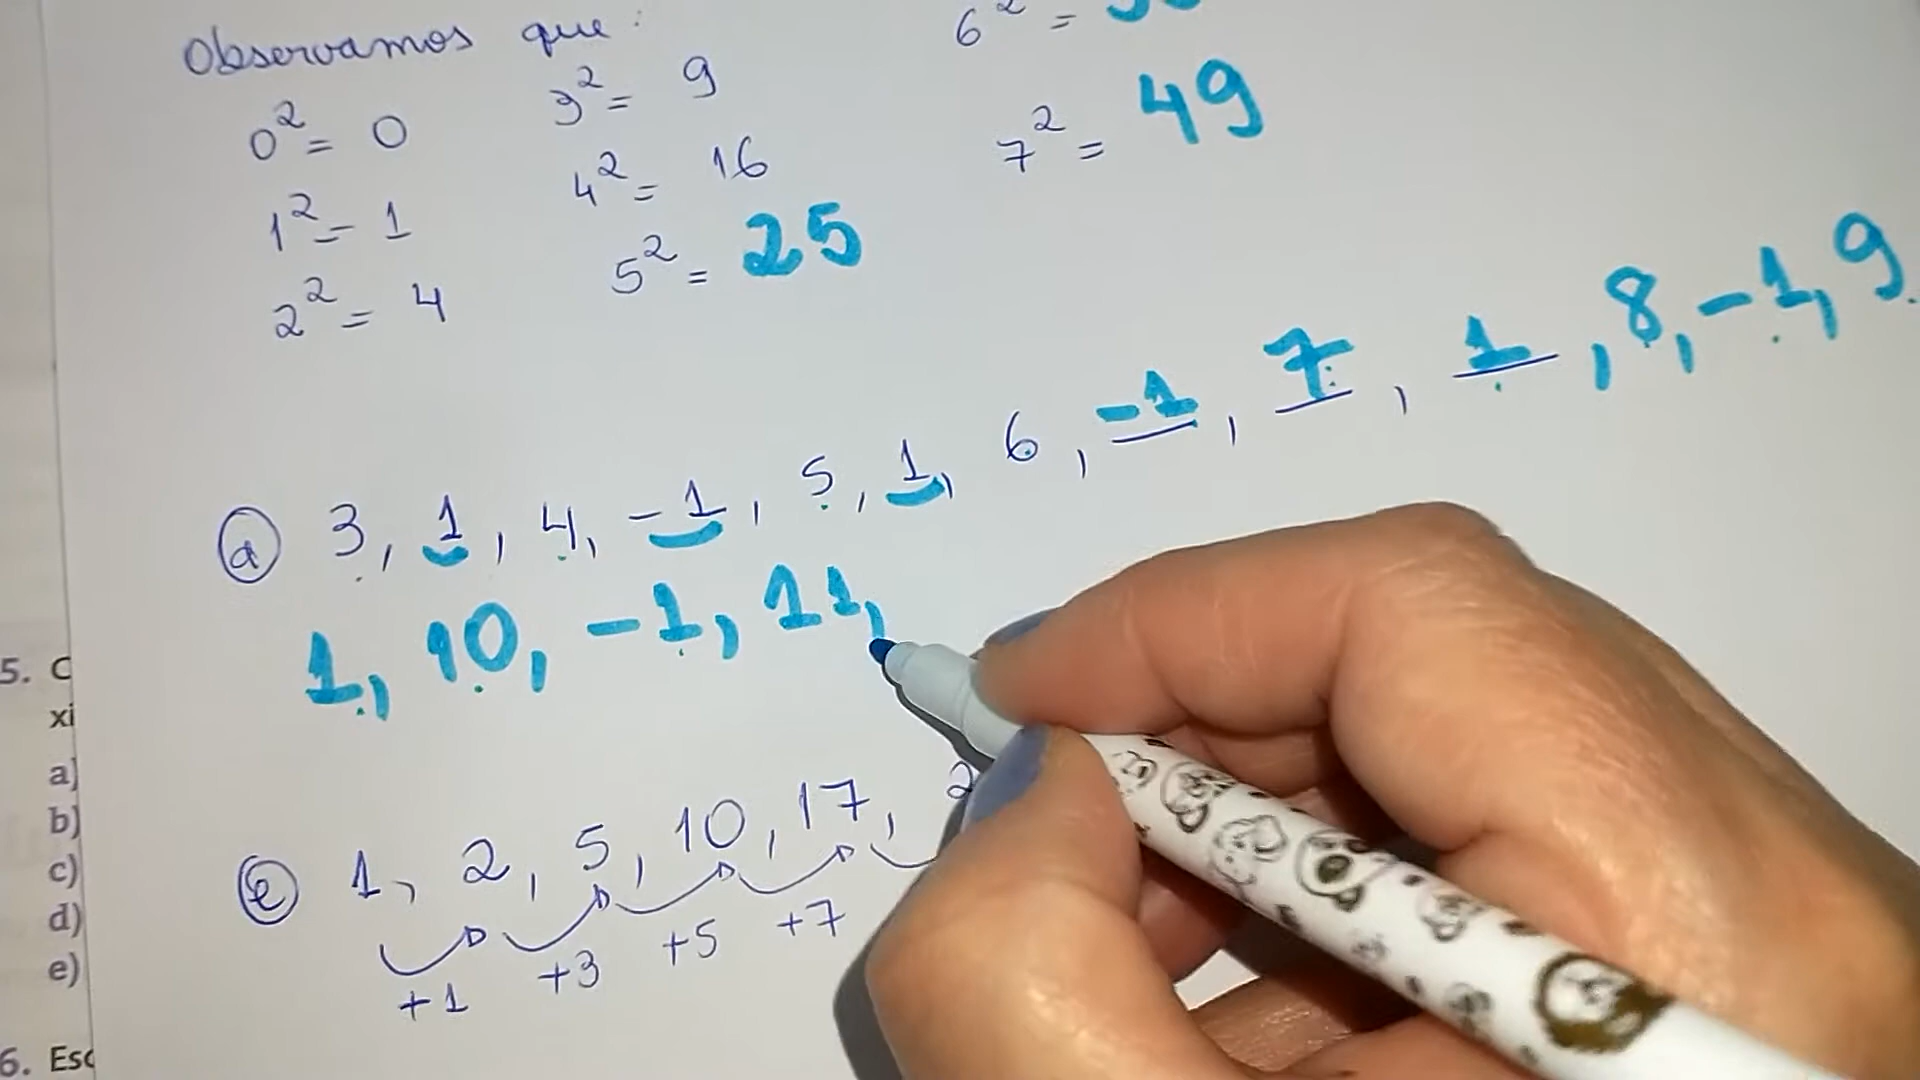 Observamos que:
0² = 0
1² = 1
2² = 4
3² = 9
4² = 16
5² = 25
6² =
7² = 49
a) 3, 1, 4, -1, 5, 1, 6, -1, 7, 1, 8, -1, 9
1, 10, -1, 11,
e) 1, 2, 5, 10, 17, 2
+1 +3 +5 +7
5. C
xi
a)
b)
c)
d)
e)
6. Esc